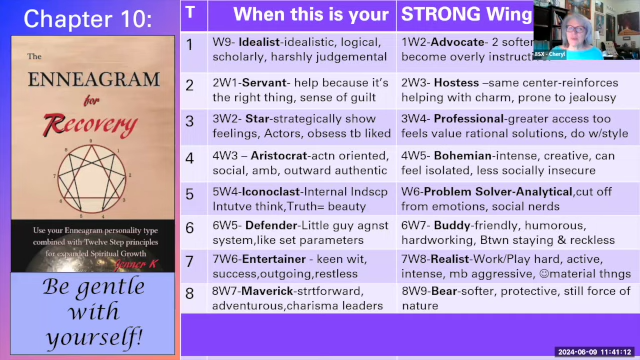 Chapter 10:
The
ENNEAGRAM
for
Recovery
Use your Enneagram personality type
combined with Twelve Step principles
for expanded Spiritual Growth
Jenner K
Be gentle
with
yourself!
T When this is your STRONG Wing
1 W9- Idealist-idealistic, logical, 1W2-Advocate- 2 softer
scholarly, harshly judgemental become overly instruct
2 2W1-Servant- help because it's 2W3- Hostess –same center-reinforces
the right thing, sense of guilt helping with charm, prone to jealousy
3 3W2- Star-strategically show 3W4- Professional-greater access too
feelings, Actors, obsess tb liked feels value rational solutions, do w/style
4 4W3 – Aristocrat-actn oriented, 4W5- Bohemian-intense, creative, can
social, amb, outward authentic feel isolated, less socially insecure
5 5W4-Iconoclast-Internal lndscp W6-Problem Solver-Analytical,cut off
Intutve think,Truth= beauty from emotions, social nerds
6 6W5- Defender-Little guy agnst 6W7- Buddy-friendly, humorous,
system,like set parameters hardworking, Btwn staying & reckless
7 7W6-Entertainer - keen wit, 7W8-Realist-Work/Play hard, active,
success,outgoing,restless intense, mb aggressive, ☺material thngs
8 8W7-Maverick-strtforward, 8W9-Bear-softer, protective, still force of
adventurous,charisma leaders nature
2024-06-09 11:41:12